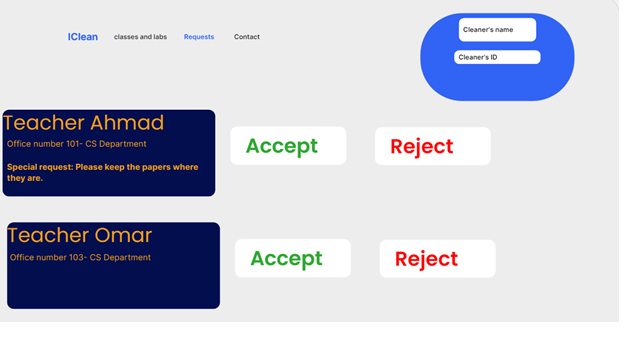 IClean
classes and labs
Requests
Contact
Cleaner's name
Cleaner's ID
Teacher Ahmad
Office number 101- CS Department
Special request: Please keep the papers where
they are.
Accept
Reject
Teacher Omar
Office number 103- CS Department
Accept
Reject